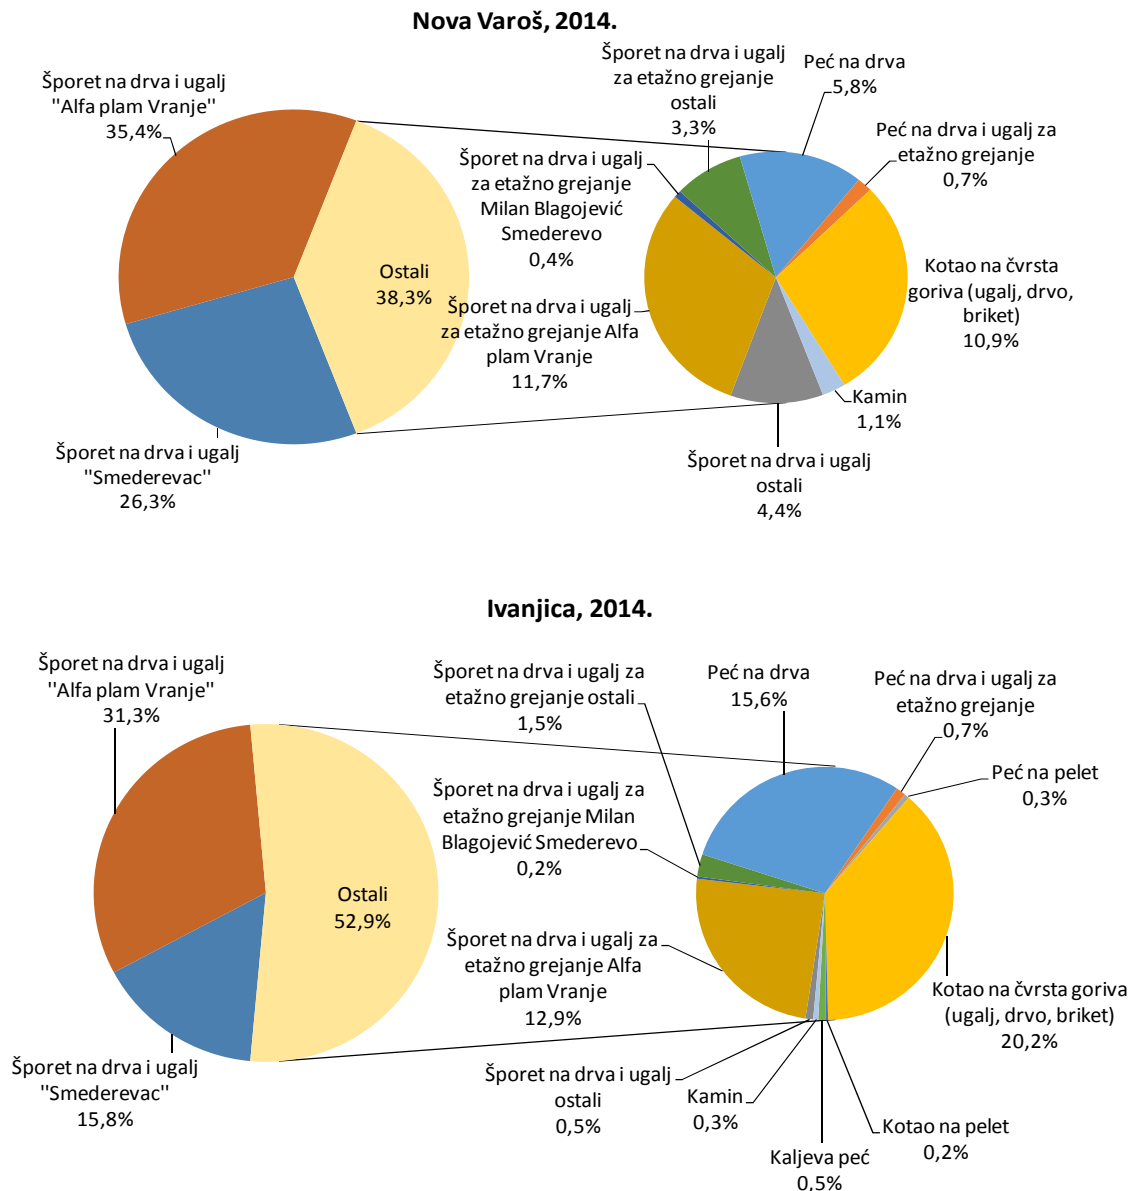 Nova Varoš, 2014.
Šporet na drva i ugalj
"Alfa plam Vranje"
35,4%
Ostali
38,3%
Šporet na drva i ugalj
"Smederevac"
26,3%
Šporet na drva i ugalj
za etažno grejanje
ostali
3,3%
Peć na drva
5,8%
Peć na drva i ugalj za
etažno grejanje
0,7%
Šporet na drva i ugalj
za etažno grejanje
Milan Blagojević
Smederevo
0,4%
Kotao na čvrsta
goriva (ugalj, drvo,
briket)
10,9%
Šporet na drva i ugalj
za etažno grejanje Alfa
plam Vranje
11,7%
Kamin
1,1%
Šporet na drva i ugalj
ostali
4,4%
Ivanjica, 2014.
Šporet na drva i ugalj
"Alfa plam Vranje"
31,3%
Ostali
52,9%
Šporet na drva i ugalj
"Smederevac"
15,8%
Šporet na drva i ugalj za
etažno grejanje ostali
1,5%
Peć na drva
15,6%
Peć na drva i ugalj za
etažno grejanje
0,7%
Peć na pelet
0,3%
Šporet na drva i ugalj za
etažno grejanje Milan
Blagojević Smederevo
0,2%
Šporet na drva i ugalj za
etažno grejanje Alfa
plam Vranje
12,9%
Kotao na čvrsta goriva
(ugalj, drvo, briket)
20,2%
Šporet na drva i ugalj
ostali
0,5%
Kamin
0,3%
Kaljeva peć
0,5%
Kotao na pelet
0,2%